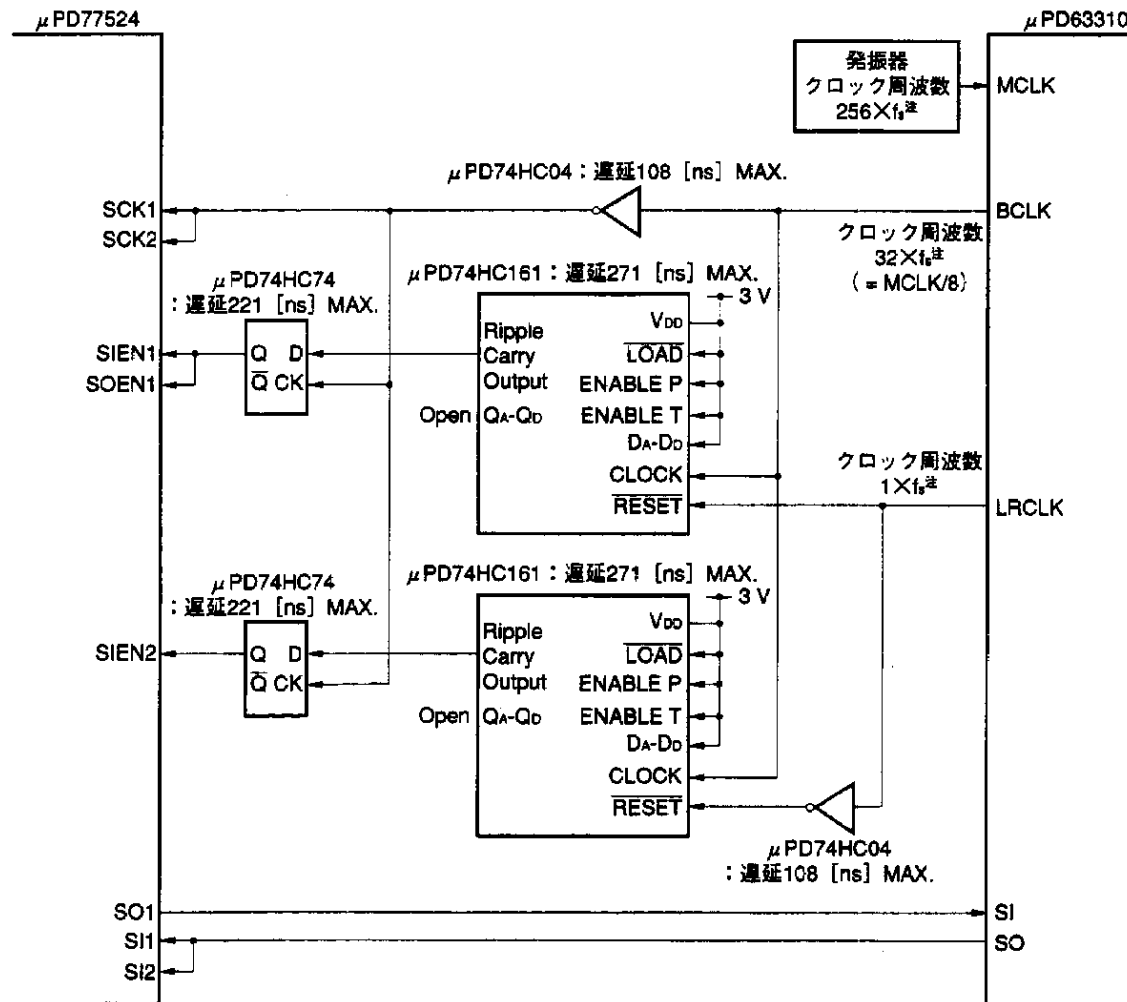 μPD77524
μPD63310
発振器
クロック周波数
256×fs注
MCLK
μPD74HC04：遅延108 [ns] MAX.
SCK1
SCK2
BCLK
クロック周波数
32×fs注
(= MCLK/8)
μPD74HC74
：遅延221 [ns] MAX.
μPD74HC161：遅延271 [ns] MAX.
3 V
VDD
Ripple
Carry
Output
LOAD
ENABLE P
ENABLE T
Open QA-QD
DA-DD
CLOCK
RESET
SIEN1
SOEN1
Q D
Q CK
クロック周波数
1×fs注
LRCLK
μPD74HC74
：遅延221 [ns] MAX.
μPD74HC161：遅延271 [ns] MAX.
3 V
VDD
Ripple
Carry
Output
LOAD
ENABLE P
ENABLE T
Open QA-QD
DA-DD
CLOCK
RESET
SIEN2
Q D
Q CK
μPD74HC04
：遅延108 [ns] MAX.
SO1
SI
SI1
SO
SI2